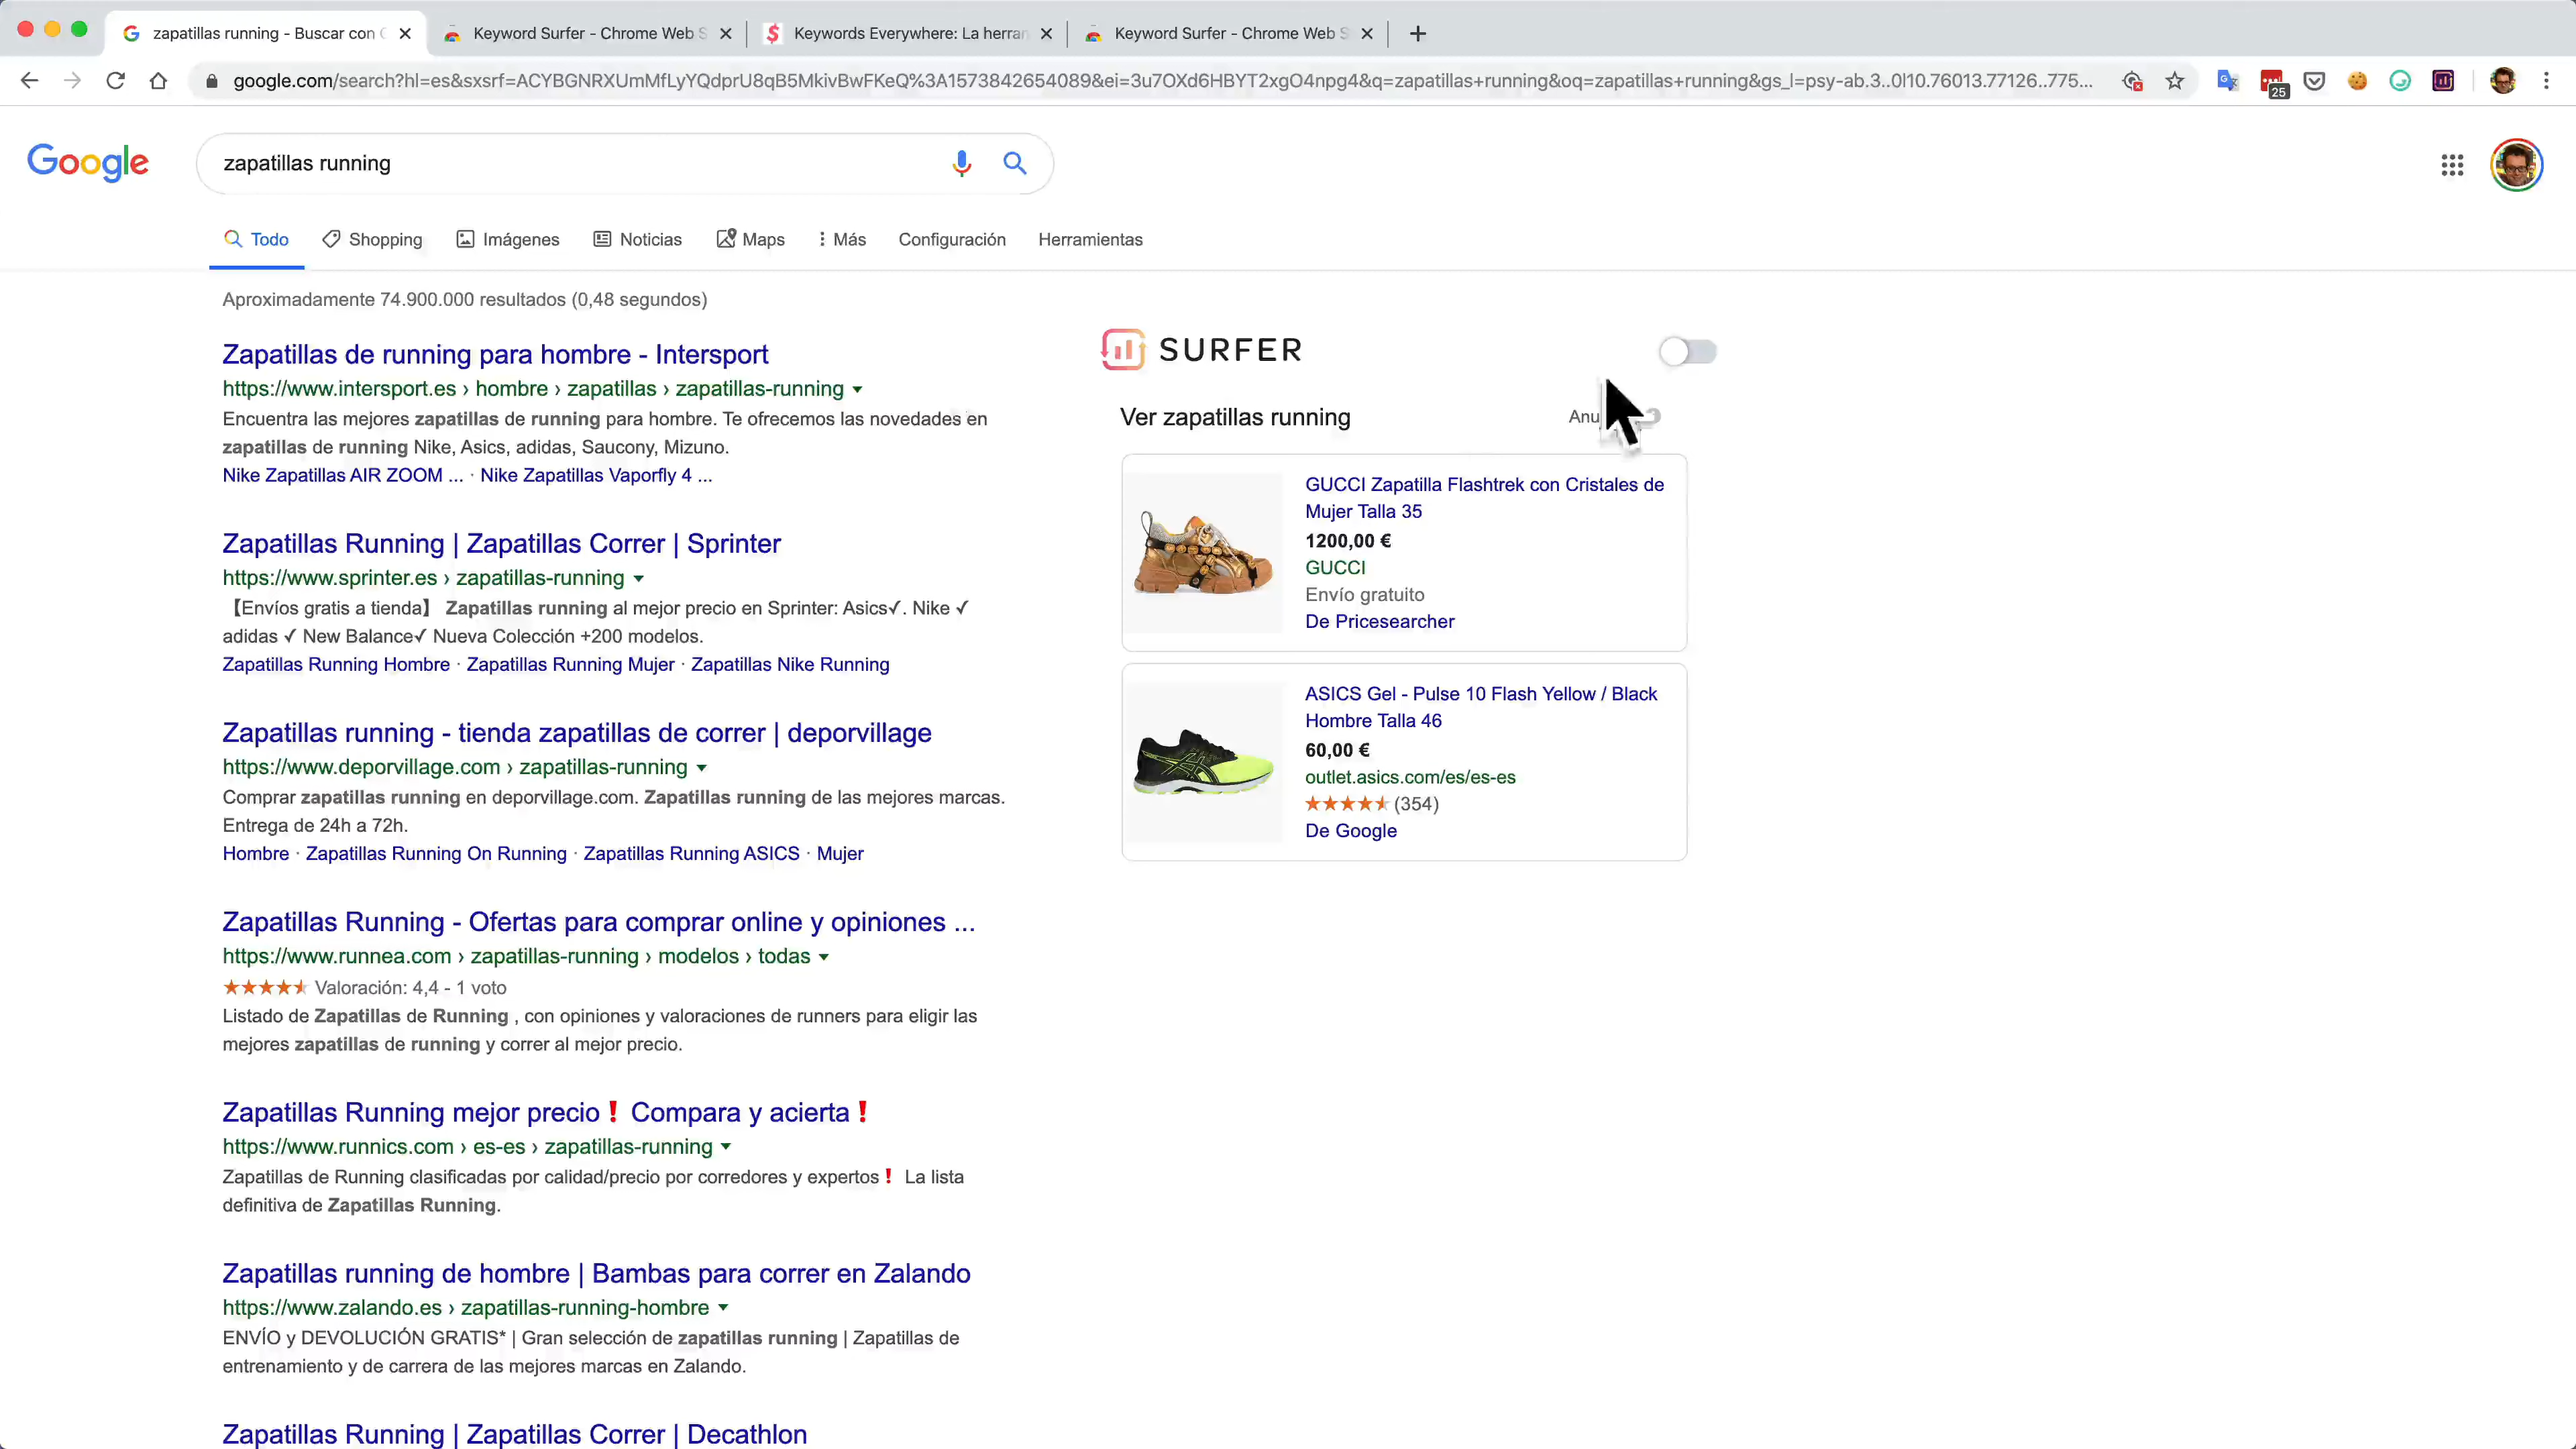 zapatillas running - Buscar con
Keyword Surfer - Chrome Web S
Keywords Everywhere: La herra
Keyword Surfer - Chrome Web S
google.com/search?hl=es&sxsrf=ACYBGNRXUmMfLyYQdprU8qB5MkivBwFKeQ%3A1573842654089&ei=3u7OXd6HBYT2xgO4npg4&q=zapatillas+running&oq=zapatillas+running&gs_l=psy-ab.3..0l10.76013.77126..775...
25
Google
zapatillas running
Todo
Shopping
Imágenes
Noticias
Maps
Más
Configuración
Herramientas
Aproximadamente 74.900.000 resultados (0,48 segundos)
Zapatillas de running para hombre - Intersport
https://www.intersport.es › hombre › zapatillas › zapatillas-running
Encuentra las mejores zapatillas de running para hombre. Te ofrecemos las novedades en
zapatillas de running Nike, Asics, adidas, Saucony, Mizuno.
Nike Zapatillas AIR ZOOM ... · Nike Zapatillas Vaporfly 4 ...
Zapatillas Running | Zapatillas Correr | Sprinter
https://www.sprinter.es › zapatillas-running
【Envíos gratis a tienda】 Zapatillas running al mejor precio en Sprinter: Asics✓. Nike ✓
adidas ✓ New Balance✓ Nueva Colección +200 modelos.
Zapatillas Running Hombre · Zapatillas Running Mujer · Zapatillas Nike Running
Zapatillas running - tienda zapatillas de correr | deporvillage
https://www.deporvillage.com › zapatillas-running
Comprar zapatillas running en deporvillage.com. Zapatillas running de las mejores marcas.
Entrega de 24h a 72h.
Hombre · Zapatillas Running On Running · Zapatillas Running ASICS · Mujer
Zapatillas Running - Ofertas para comprar online y opiniones ...
https://www.runnea.com › zapatillas-running › modelos › todas
★★★★★ Valoración: 4,4 - 1 voto
Listado de Zapatillas de Running , con opiniones y valoraciones de runners para eligir las
mejores zapatillas de running y correr al mejor precio.
Zapatillas Running mejor precio❗ Compara y acierta❗
https://www.runnics.com › es-es › zapatillas-running
Zapatillas de Running clasificadas por calidad/precio por corredores y expertos❗ La lista
definitiva de Zapatillas Running.
Zapatillas running de hombre | Bambas para correr en Zalando
https://www.zalando.es › zapatillas-running-hombre
ENVÍO y DEVOLUCIÓN GRATIS* | Gran selección de zapatillas running | Zapatillas de
entrenamiento y de carrera de las mejores marcas en Zalando.
Zapatillas Running | Zapatillas Correr | Decathlon
SURFER
Ver zapatillas running
GUCCI Zapatilla Flashtrek con Cristales de
Mujer Talla 35
1200,00 €
GUCCI
Envío gratuito
De Pricesearcher
ASICS Gel - Pulse 10 Flash Yellow / Black
Hombre Talla 46
60,00 €
outlet.asics.com/es/es-es
★★★★★ (354)
De Google